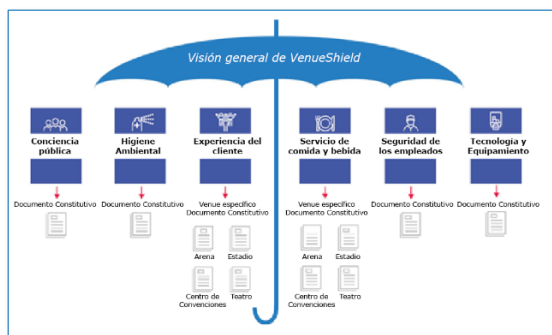 Visión general de VenueShield
Conciencia
pública
Higiene
Ambiental
Experiencia del
cliente
Servicio de
comida y bebida
Seguridad de
los empleados
Tecnología y
Equipamiento
Documento Constitutivo
Documento Constitutivo
Venue específico
Documento Constitutivo
Venue específico
Documento Constitutivo
Documento Constitutivo
Documento Constitutivo
Arena
Estadio
Centro de
Convenciones
Teatro
Arena
Estadio
Centro de
Convenciones
Teatro